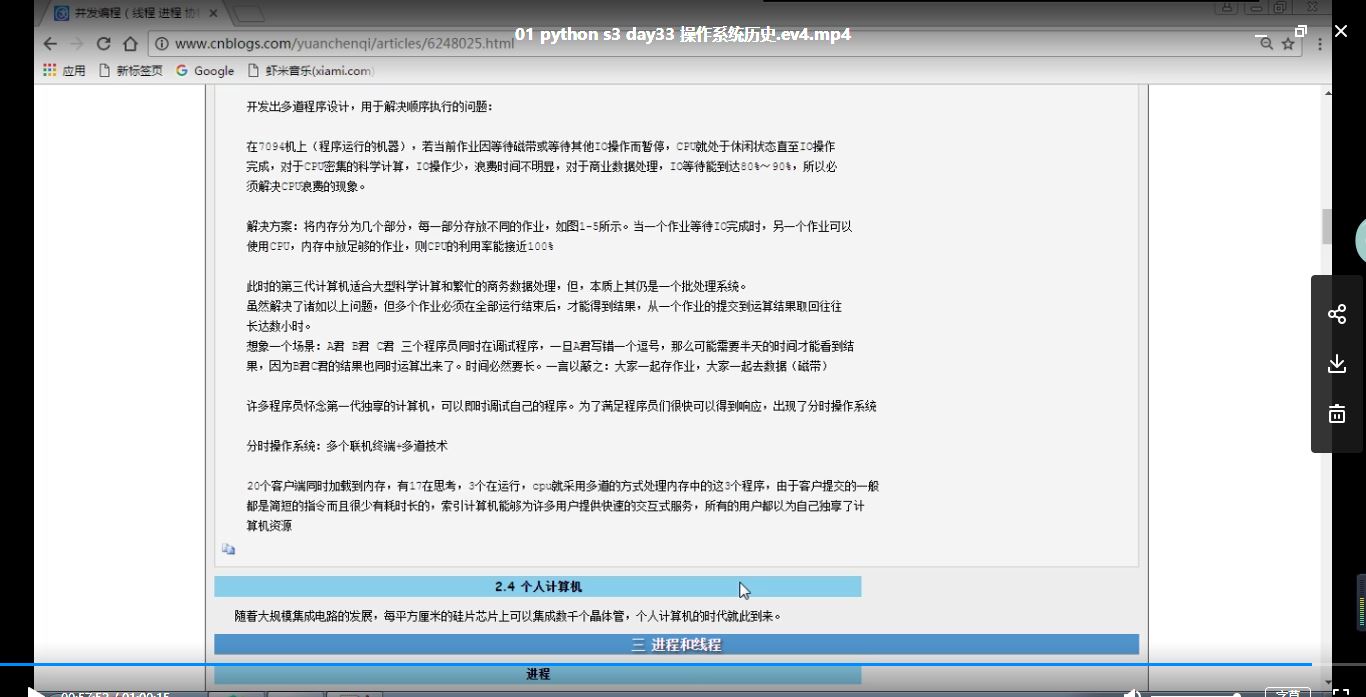 并发编程（线程 进程 协
www.cnblogs.com/yuanchenqi/articles/6248025.html
01 python s3 day33 操作系统历史.ev4.mp4
应用 新标签页 Google 虾米音乐(xiami.com)
开发出多道程序设计，用于解决顺序执行的问题：
在7094机上（程序运行的机器），若当前作业因等待磁带或等待其他IO操作而暂停，CPU就处于休闲状态直至IO操作
完成，对于CPU密集的科学计算，IO操作少，浪费时间不明显，对于商业数据处理，IO等待能到达80%～90%，所以必
须解决CPU浪费的现象。
解决方案：将内存分为几个部分，每一部分存放不同的作业，如图1-5所示。当一个作业等待IO完成时，另一个作业可以
使用CPU，内存中放足够的作业，则CPU的利用率能接近100%
此时的第三代计算机适合大型科学计算和繁忙的商务数据处理，但，本质上其仍是一个批处理系统。
虽然解决了诸如以上问题，但多个作业必须在全部运行结束后，才能得到结果，从一个作业的提交到运算结果取回往往
长达数小时。
想象一个场景：A君 B君 C君 三个程序员同时在调试程序，一旦A君写错一个逗号，那么可能需要半天的时间才能看到结
果，因为B君C君的结果也同时运算出来了。时间必然要长。一言以蔽之：大家一起存作业，大家一起去数据（磁带）
许多程序员怀念第一代独享的计算机，可以即时调试自己的程序。为了满足程序员们很快可以得到响应，出现了分时操作系统
分时操作系统：多个联机终端+多道技术
20个客户端同时加载到内存，有17在思考，3个在运行，cpu就采用多道的方式处理内存中的这3个程序，由于客户提交的一般
都是简短的指令而且很少有耗时长的，索引计算机能够为许多用户提供快速的交互式服务，所有的用户都以为自己独享了计
算机资源
2.4 个人计算机
随着大规模集成电路的发展，每平方厘米的硅片芯片上可以集成数千个晶体管，个人计算机的时代就此到来。
三 进程和线程
进程
00:57:53 / 01:00:15
字幕